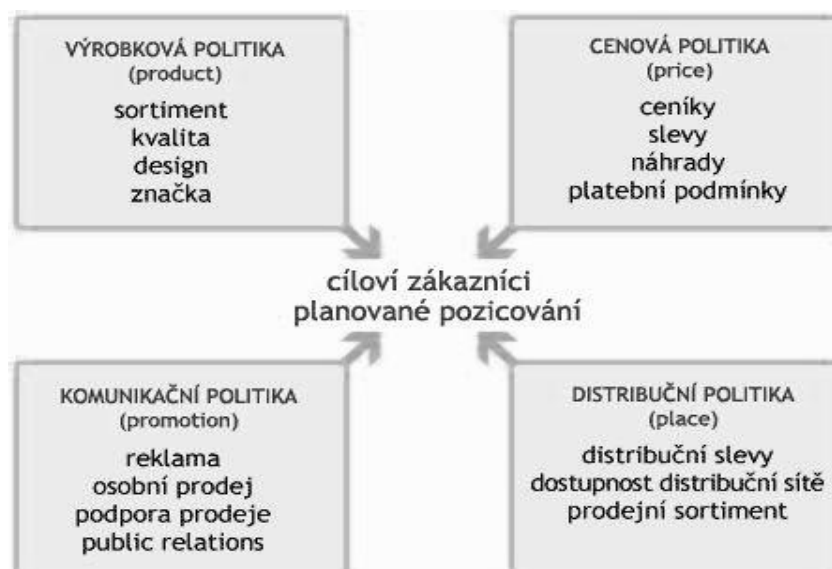 VÝROBKOVÁ POLITIKA
(product)
sortiment
kvalita
design
značka
CENOVÁ POLITIKA
(price)
ceníky
slevy
náhrady
platební podmínky
cíloví zákazníci
planované pozicování
KOMUNIKAČNÍ POLITIKA
(promotion)
reklama
osobní prodej
podpora prodeje
public relations
DISTRIBUČNÍ POLITIKA
(place)
distribuční slevy
dostupnost distribuční sítě
prodejní sortiment